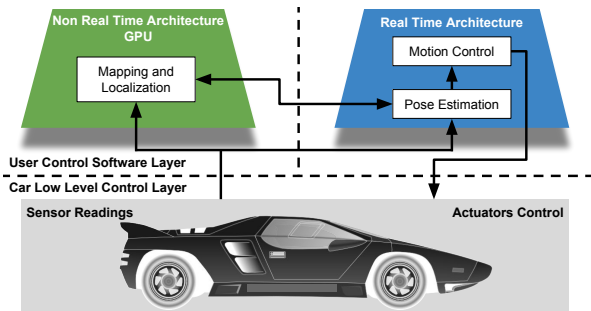 Non Real Time Architecture
GPU
Mapping and
Localization
Real Time Architecture
Motion Control
Pose Estimation
User Control Software Layer
Car Low Level Control Layer
Sensor Readings
Actuators Control